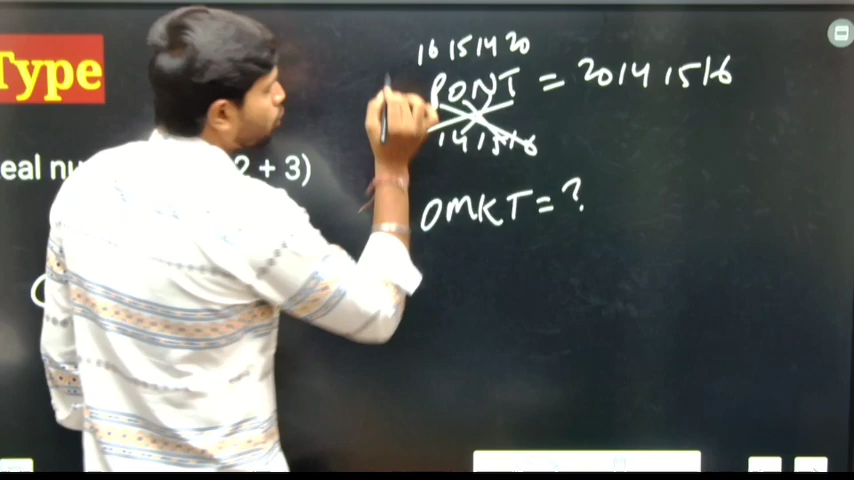 Type
16 15 14 20
PONT = 20 14 15 16
14 15 16
eal nu 2 + 3)
OMKT = ?